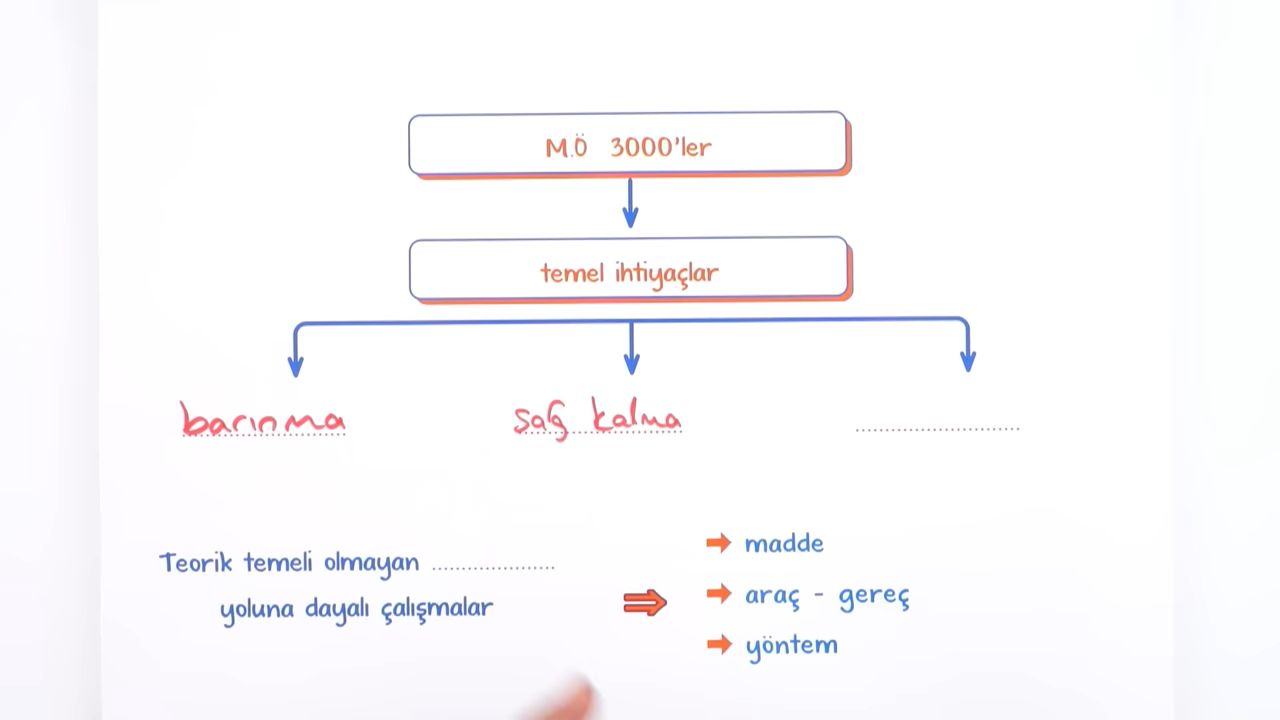 M.Ö 3000'ler
temel ihtiyaçlar
barınma
sağ kalma
....................
Teorik temeli olmayan ....................
yoluna dayalı çalışmalar
madde
araç - gereç
yöntem